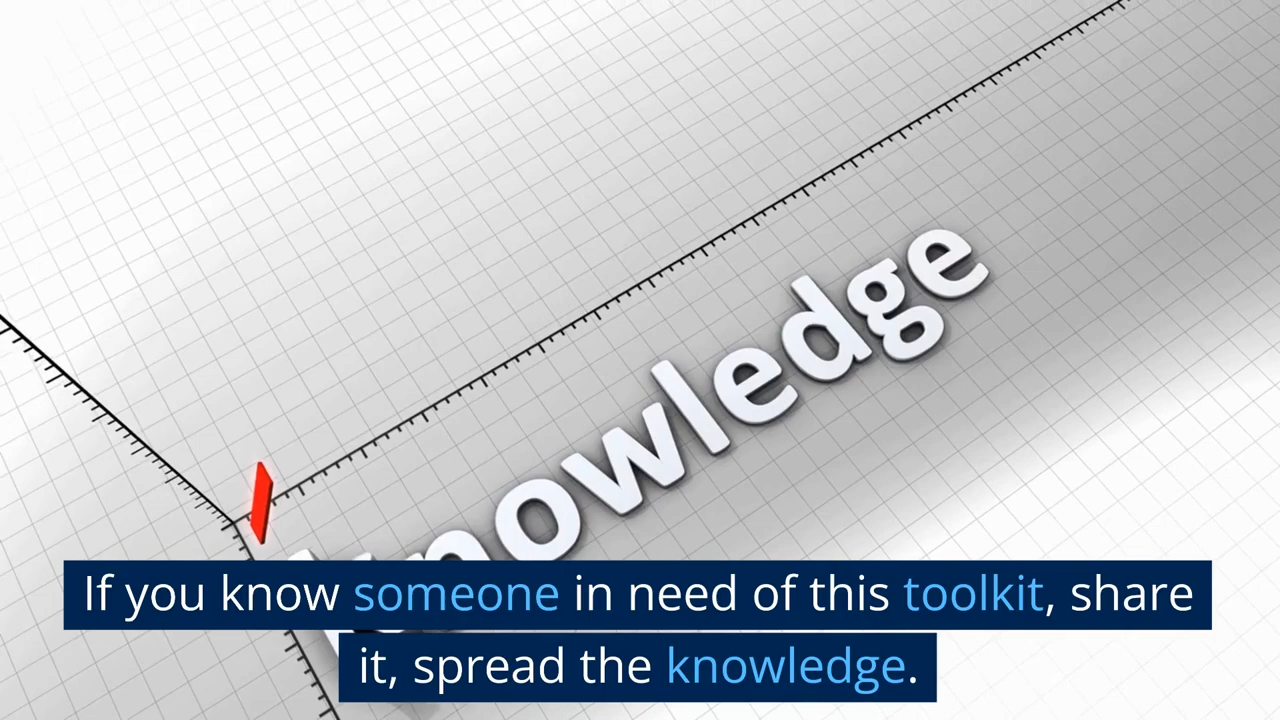 knowledge
If you know someone in need of this toolkit, share
it, spread the knowledge.